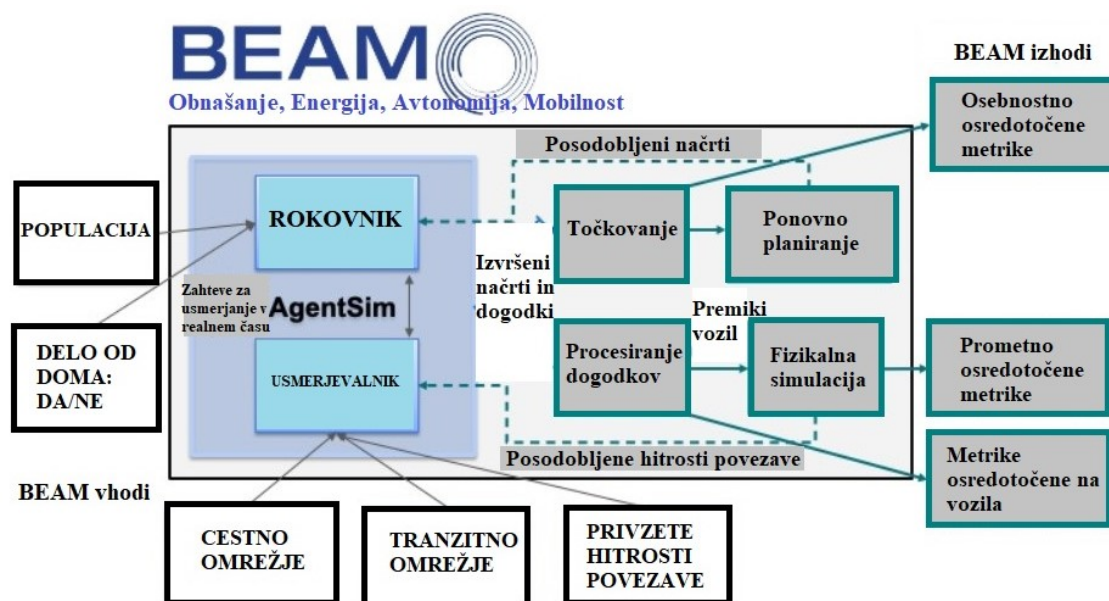 BEAM
Obnašanje, Energija, Avtonomija, Mobilnost
BEAM izhodi
Osebnostno
osredotočene
metrike
Posodobljeni načrti
POPULACIJA
ROKOVNIK
Točkovanje
Ponovno
planiranje
Izvršeni
načrti in
dogodki
Zahteve za
usmerjanje v
realnem času
AgentSim
Premiki
vozil
DELO OD
DOMA:
DA/NE
USMERJEVALNIK
Procesiranje
dogodkov
Fizikalna
simulacija
Prometno
osredotočene
metrike
Posodobljene hitrosti povezave
Metrike
osredotočene na
vozila
BEAM vhodi
CESTNO
OMREŽJE
TRANZITNO
OMREŽJE
PRIVZETE
HITROSTI
POVEZAVE